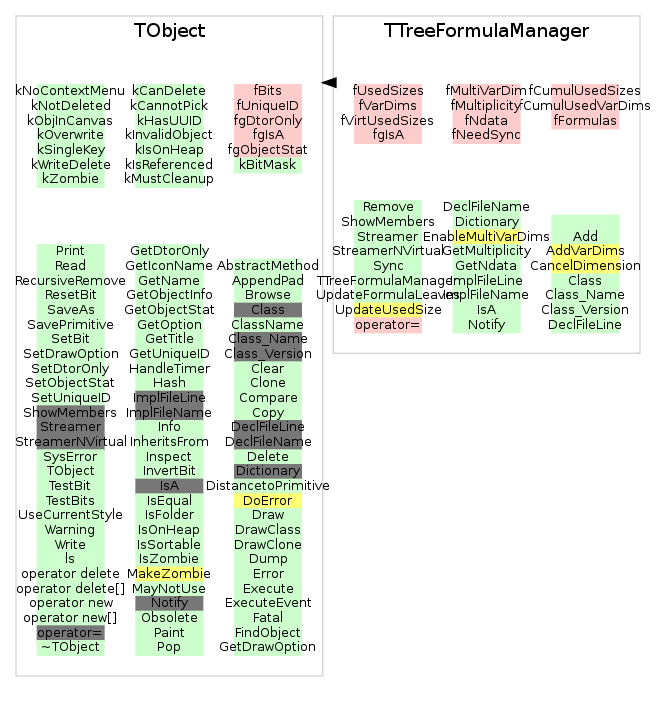 TObject
kNoContextMenu
kNotDeleted
kObjInCanvas
kOverwrite
kSingleKey
kWriteDelete
kZombie
kCanDelete
kCannotPick
kHasUUID
kInvalidObject
kIsOnHeap
kIsReferenced
kMustCleanup
fBits
fUniqueID
fgDtorOnly
fgIsA
fgObjectStat
kBitMask
Print
Read
RecursiveRemove
ResetBit
SaveAs
SavePrimitive
SetBit
SetDrawOption
SetDtorOnly
SetObjectStat
SetUniqueID
ShowMembers
Streamer
StreamerNVirtual
SysError
TObject
TestBit
TestBits
UseCurrentStyle
Warning
Write
ls
operator delete
operator delete[]
operator new
operator new[]
operator=
~TObject
GetDtorOnly
GetIconName
GetName
GetObjectInfo
GetObjectStat
GetOption
GetTitle
GetUniqueID
HandleTimer
Hash
ImplFileLine
ImplFileName
Info
InheritsFrom
Inspect
InvertBit
IsA
IsEqual
IsFolder
IsOnHeap
IsSortable
IsZombie
MakeZombie
MayNotUse
Notify
Obsolete
Paint
Pop
AbstractMethod
AppendPad
Browse
Class
ClassName
Class_Name
Class_Version
Clear
Clone
Compare
Copy
DeclFileLine
DeclFileName
Delete
Dictionary
DistancetoPrimitive
DoError
Draw
DrawClass
DrawClone
Dump
Error
Execute
ExecuteEvent
Fatal
FindObject
GetDrawOption
TTreeFormulaManager
fUsedSizes
fVarDims
fVirtUsedSizes
fgIsA
fMultiVarDim
fMultiplicity
fNdata
fNeedSync
fCumulUsedSizes
fCumulUsedVarDims
fFormulas
Remove
ShowMembers
Streamer
StreamerNVirtual
Sync
TTreeFormulaManager
UpdateFormulaLeaves
UpdateUsedSize
operator=
DeclFileName
Dictionary
EnableMultiVarDims
GetMultiplicity
GetNdata
ImplFileLine
ImplFileName
IsA
Notify
Add
AddVarDims
CancelDimension
Class
Class_Name
Class_Version
DeclFileLine